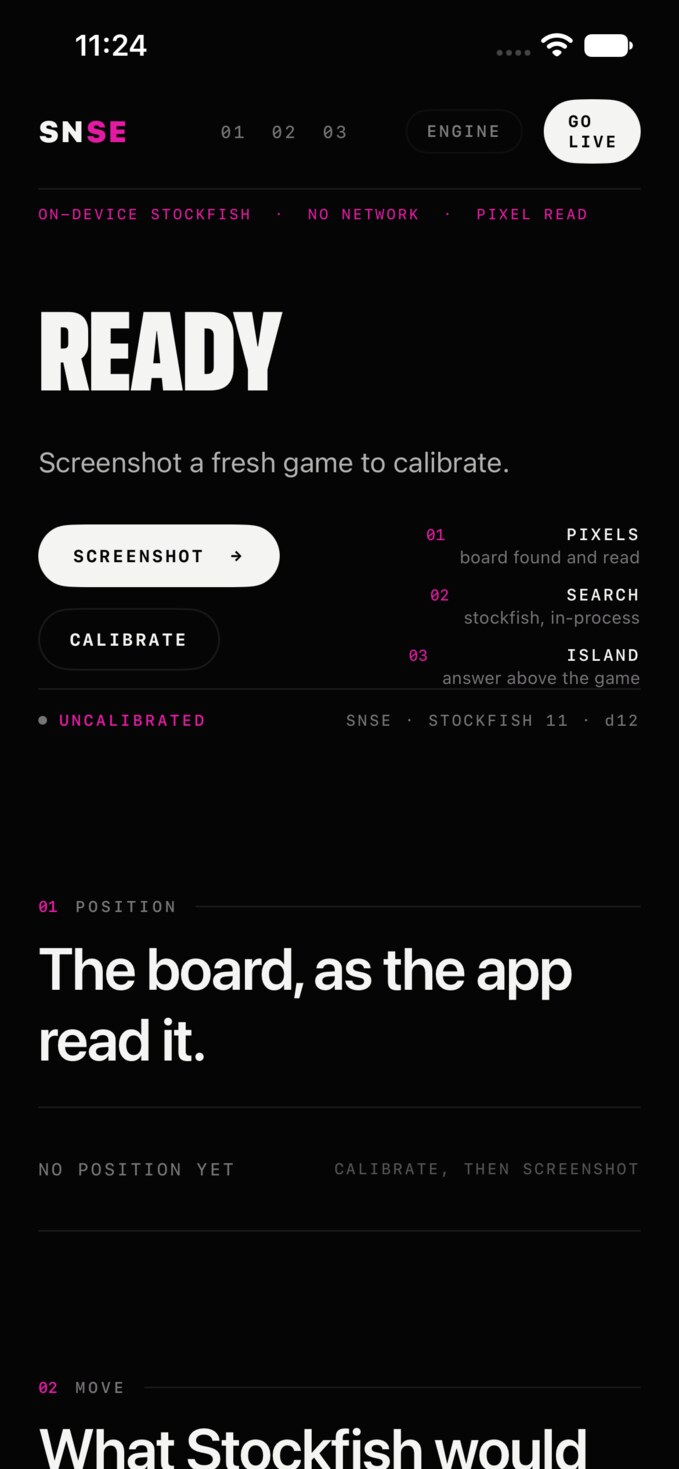 11:24
SNSE 01 02 03 ENGINE GO LIVE
ON-DEVICE STOCKFISH · NO NETWORK · PIXEL READ
READY
Screenshot a fresh game to calibrate.
SCREENSHOT →
CALIBRATE
01 PIXELS
board found and read
02 SEARCH
stockfish, in-process
03 ISLAND
answer above the game
UNCALIBRATED SNSE · STOCKFISH 11 · d12
01 POSITION
The board, as the app
read it.
NO POSITION YET CALIBRATE, THEN SCREENSHOT
02 MOVE
What Stockfish would